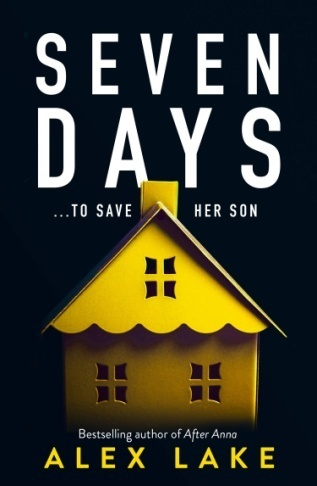 SEVEN
DAYS
...TO SAVE HER SON
Bestselling author of After Anna
ALEX LAKE